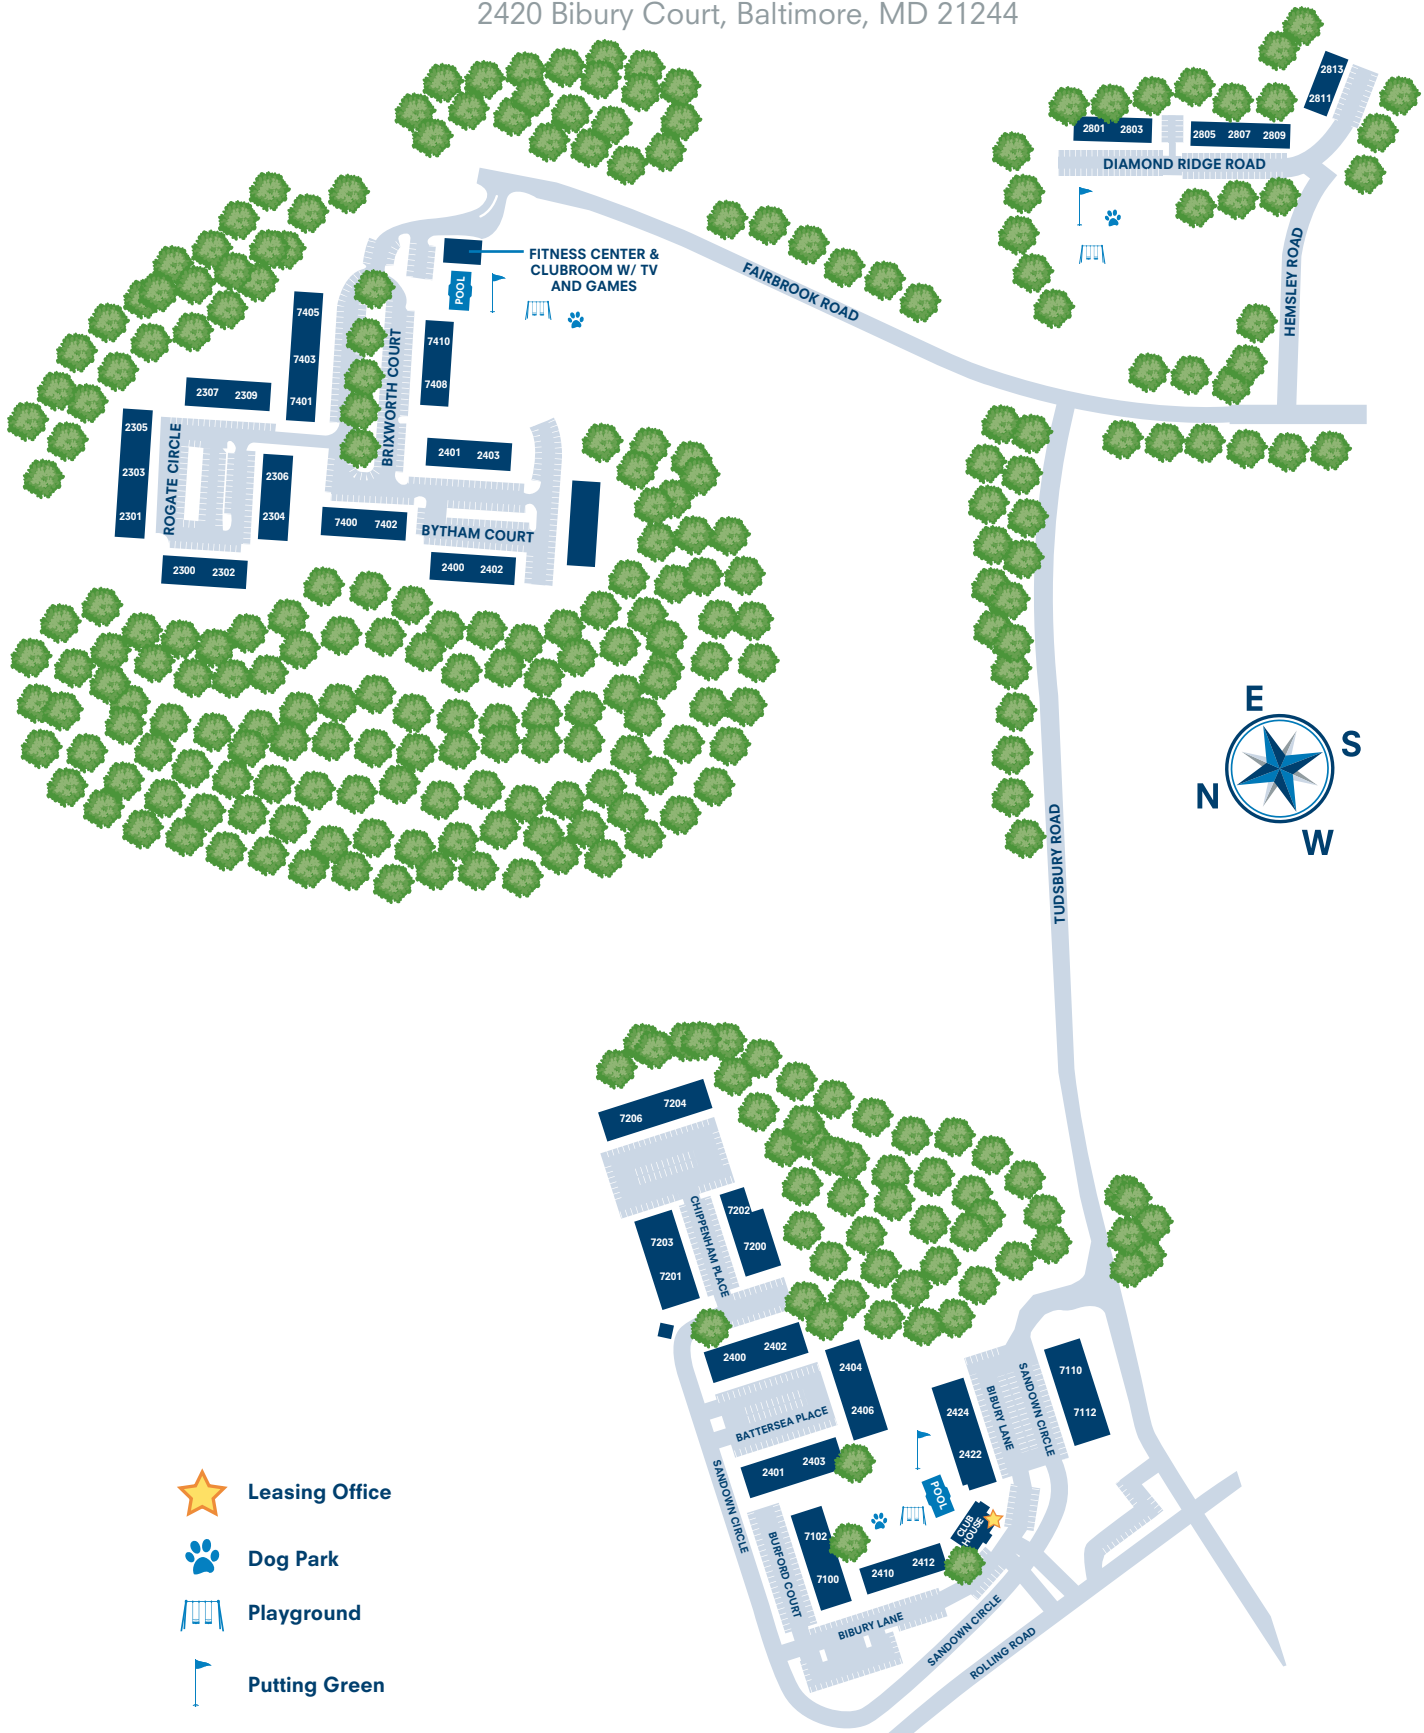 2420 Bibury Court, Baltimore, MD 21244
2813
2811
2801 2803
2805 2807 2809
DIAMOND RIDGE ROAD
HEMSLEY ROAD
FITNESS CENTER &
CLUBROOM W/ TV
AND GAMES
POOL
FAIRBROOK ROAD
7405
7403
7401
7410
7408
BRIXWORTH COURT
2307 2309
2305
2303
2301
ROGATE CIRCLE
2306
2304
2401 2403
7400 7402
BYTHAM COURT
2400 2402
2300 2302
E
S
N
W
TUDSBURY ROAD
7206 7204
CHIPPENHAM PLACE
7202
7200
7203
7201
2400 2402
2404
2406
BATTERSEA PLACE
2401 2403
SANDOWN CIRCLE
BURFORD COURT
7102
7100
2410 2412
BIBURY LANE
2424
2422
BIBURY LANE
SANDOWN CIRCLE
7110
7112
POOL
CLUB
HOUSE
SANDOWN CIRCLE
ROLLING ROAD
Leasing Office
Dog Park
Playground
Putting Green